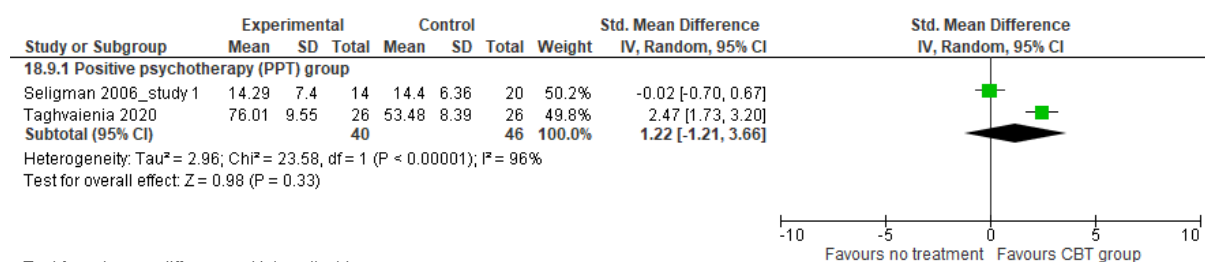 Experimental Control Std. Mean Difference Std. Mean Difference
Study or Subgroup Mean SD Total Mean SD Total Weight IV, Random, 95% CI IV, Random, 95% CI
18.9.1 Positive psychotherapy (PPT) group
Seligman 2006_study 1 14.29 7.4 14 14.4 6.36 20 50.2% -0.02 [-0.70, 0.67]
Taghvaienia 2020 76.01 9.55 26 53.48 8.39 26 49.8% 2.47 [1.73, 3.20]
Subtotal (95% CI) 40 46 100.0% 1.22 [-1.21, 3.66]
Heterogeneity: Tau² = 2.96; Chi² = 23.58, df = 1 (P < 0.00001); I² = 96%
Test for overall effect: Z = 0.98 (P = 0.33)
-10 -5 0 5 10
Favours no treatment Favours CBT group